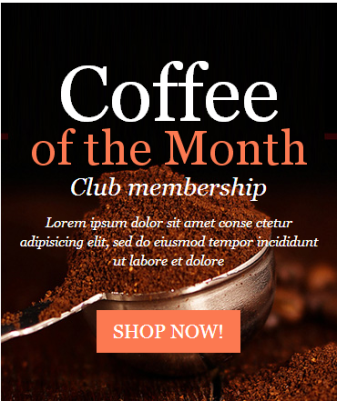 Coffee
of the Month
Club membership
Lorem ipsum dolor sit amet conse ctetur
adipisicing elit, sed do eiusmod tempor incididunt
ut labore et dolore
SHOP NOW!